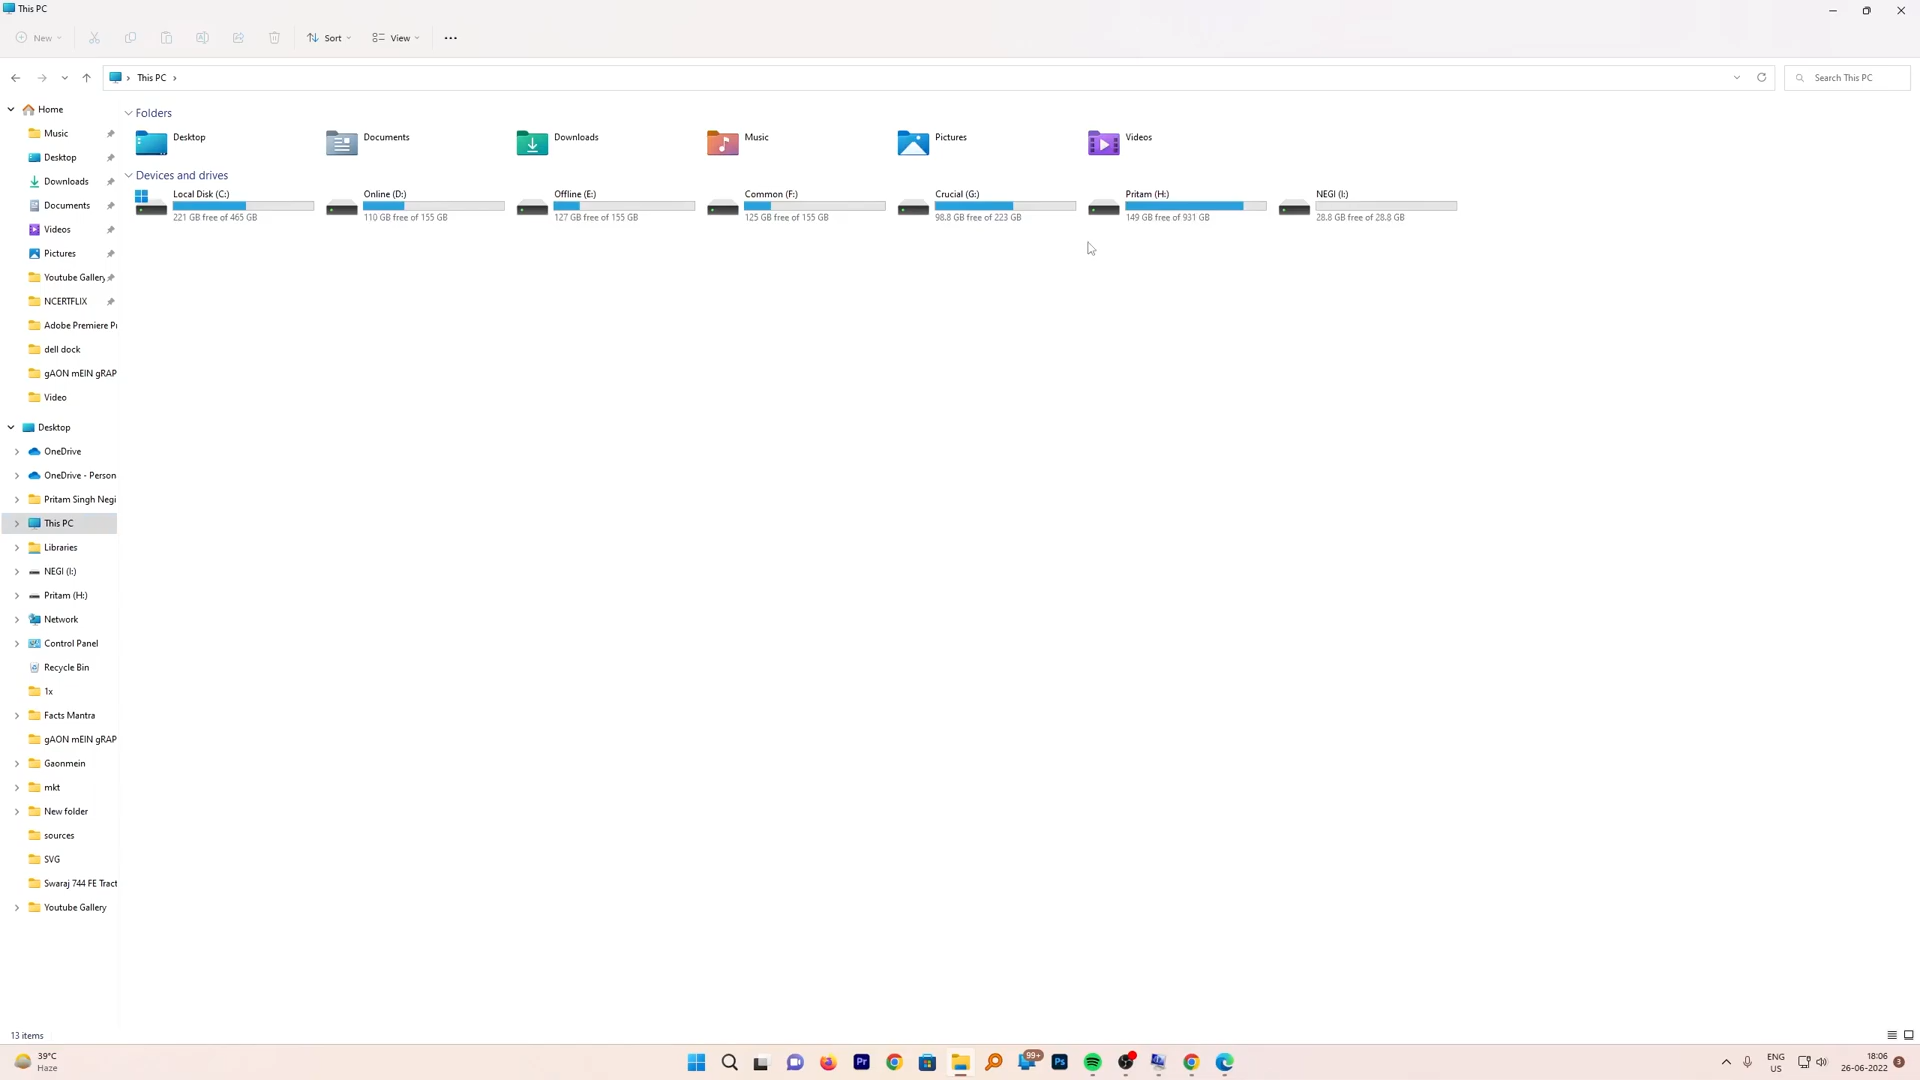 This PC
New
Sort
View
This PC
Search This PC
Home
Music
Desktop
Downloads
Documents
Videos
Pictures
Youtube Gallery
NCERTFLIX
Adobe Premiere Pr
dell dock
gAON mEIN gRAP
Video
Desktop
OneDrive
OneDrive - Person
Pritam Singh Negi
This PC
Libraries
NEGI (I:)
Pritam (H:)
Network
Control Panel
Recycle Bin
1x
Facts Mantra
gAON mEIN gRAP
Gaonmein
mkt
New folder
sources
SVG
Swaraj 744 FE Tract
Youtube Gallery
Folders
Desktop
Documents
Downloads
Music
Pictures
Videos
Devices and drives
Local Disk (C:)
221 GB free of 465 GB
Online (D:)
110 GB free of 155 GB
Offline (E:)
127 GB free of 155 GB
Common (F:)
125 GB free of 155 GB
Crucial (G:)
98.8 GB free of 223 GB
Pritam (H:)
149 GB free of 931 GB
NEGI (I:)
28.8 GB free of 28.8 GB
13 items
39°C
Haze
Pr
99+
Ps
ENG
US
18:06
26-06-2022
3